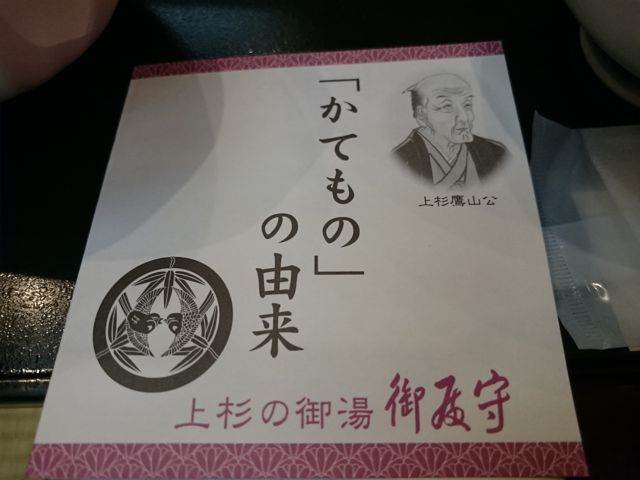 「かてもの」
の由来
上杉鷹山公
上杉の御湯 御殿守